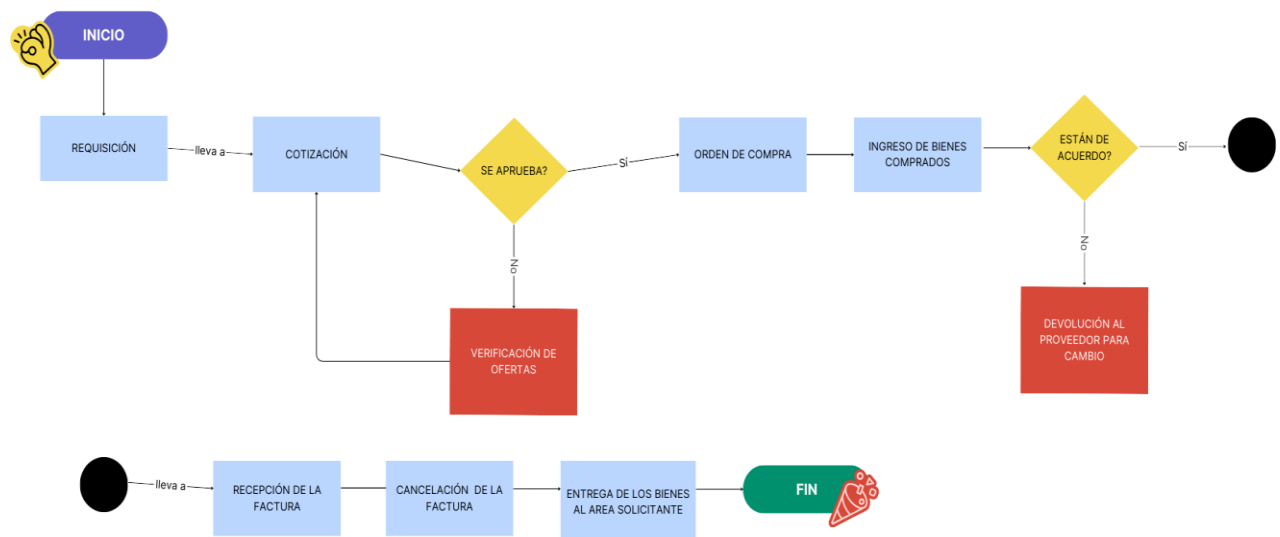 INICIO
REQUISICIÓN
lleva a
COTIZACIÓN
SE APRUEBA?
Sí
ORDEN DE COMPRA
INGRESO DE BIENES
COMPRADOS
ESTÁN DE
ACUERDO?
Sí
No
No
VERIFICACIÓN DE
OFERTAS
DEVOLUCIÓN AL
PROVEEDOR PARA
CAMBIO
lleva a
RECEPCIÓN DE LA
FACTURA
CANCELACIÓN DE LA
FACTURA
ENTREGA DE LOS BIENES
AL AREA SOLICITANTE
FIN